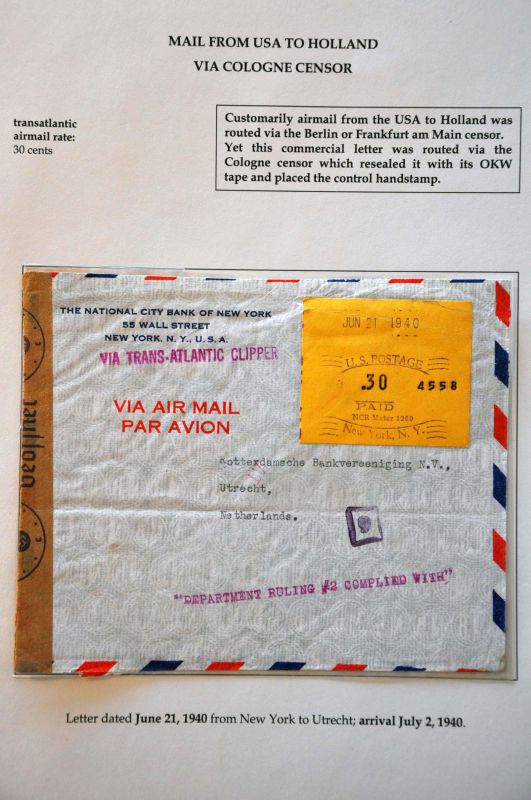 MAIL FROM USA TO HOLLAND
VIA COLOGNE CENSOR
transatlantic
airmail rate:
30 cents
Customarily airmail from the USA to Holland was
routed via the Berlin or Frankfurt am Main censor.
Yet this commercial letter was routed via the
Cologne censor which resealed it with its OKW
tape and placed the control handstamp.
THE NATIONAL CITY BANK OF NEW YORK
55 WALL STREET
NEW YORK, N. Y., U. S. A.
VIA TRANS-ATLANTIC CLIPPER
VIA AIR MAIL
PAR AVION
JUN 21 1940
U.S. POSTAGE
.30 4558
PAID
NCR Meter 1260
New York, N. Y.
Geöffnet
Rotterdamsche Bankvereeniging N.V.,
Utrecht,
Netherlands.
"DEPARTMENT RULING #2 COMPLIED WITH"
Letter dated June 21, 1940 from New York to Utrecht; arrival July 2, 1940.